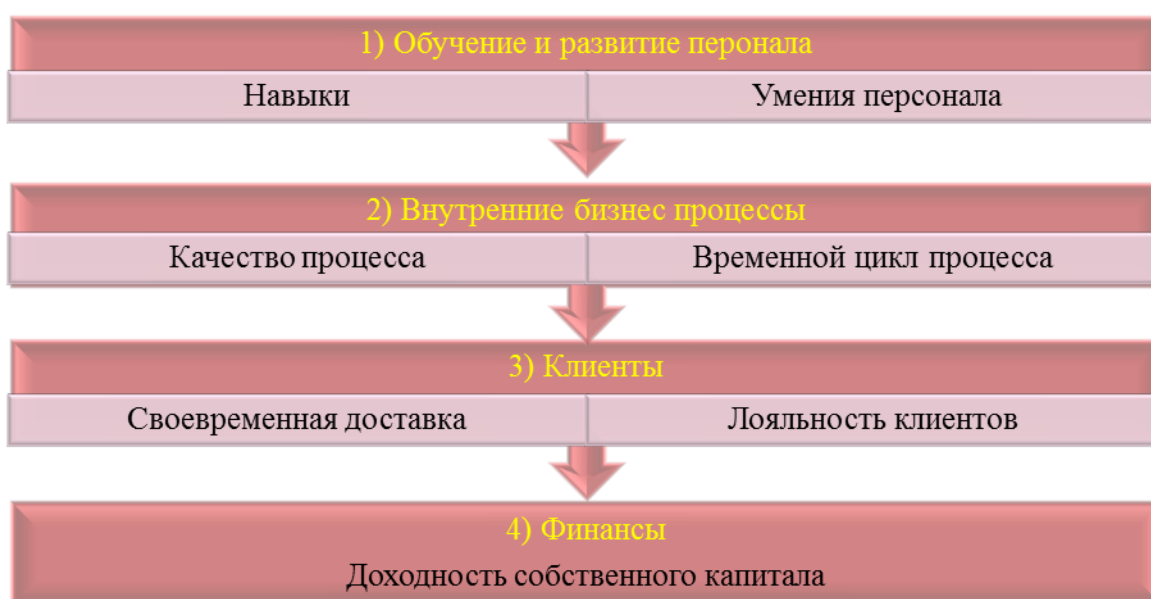 1) Обучение и развитие перонала
Навыки
Умения персонала
2) Внутренние бизнес процессы
Качество процесса
Временной цикл процесса
3) Клиенты
Своевременная доставка
Лояльность клиентов
4) Финансы
Доходность собственного капитала